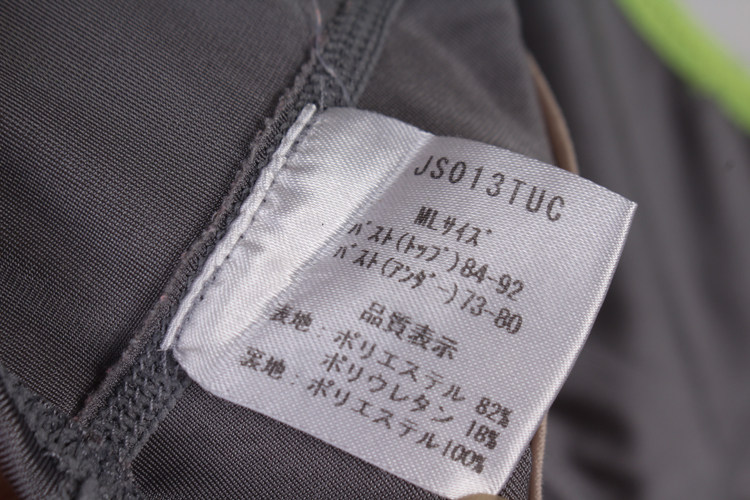 JS013TUC
MLｻｲｽﾞ
ﾊﾞｽﾄ(ﾄｯﾌﾟ)84-92
ﾊﾞｽﾄ(ｱﾝﾀﾞｰ)73-80
品質表示
表地：ポリエステル 82%
ポリウレタン 18%
裏地：ポリエステル100%